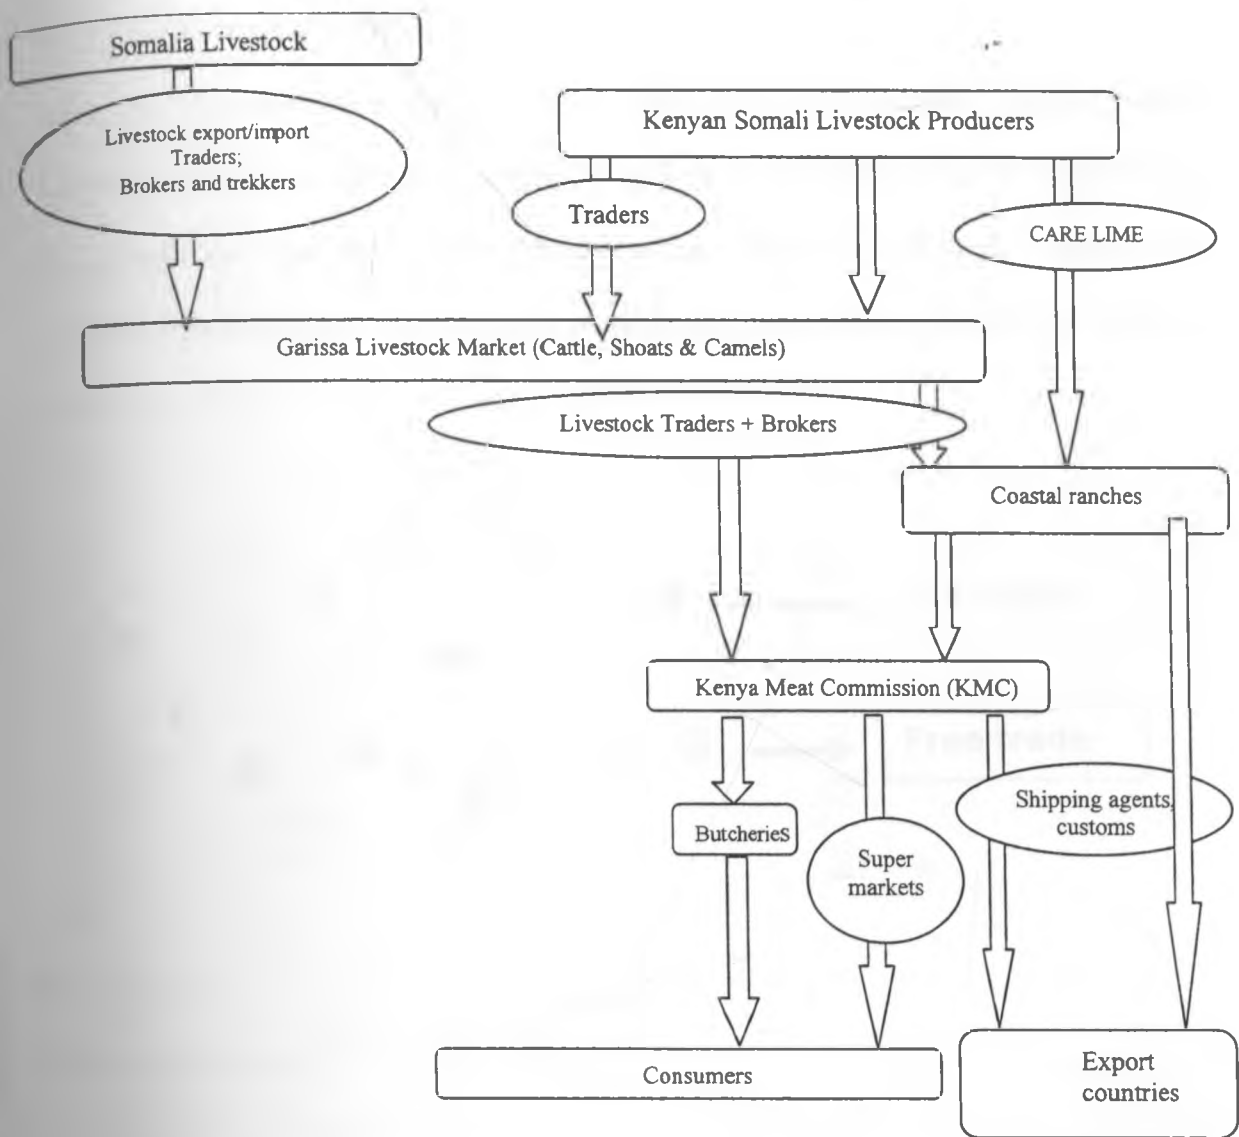 Somalia Livestock
Livestock export/import
Traders;
Brokers and trekkers
Kenyan Somali Livestock Producers
Traders
CARE LIME
Garissa Livestock Market (Cattle, Shoats & Camels)
Livestock Traders + Brokers
Coastal ranches
Kenya Meat Commission (KMC)
Butcheries
Super
markets
Shipping agents,
customs
Consumers
Export
countries